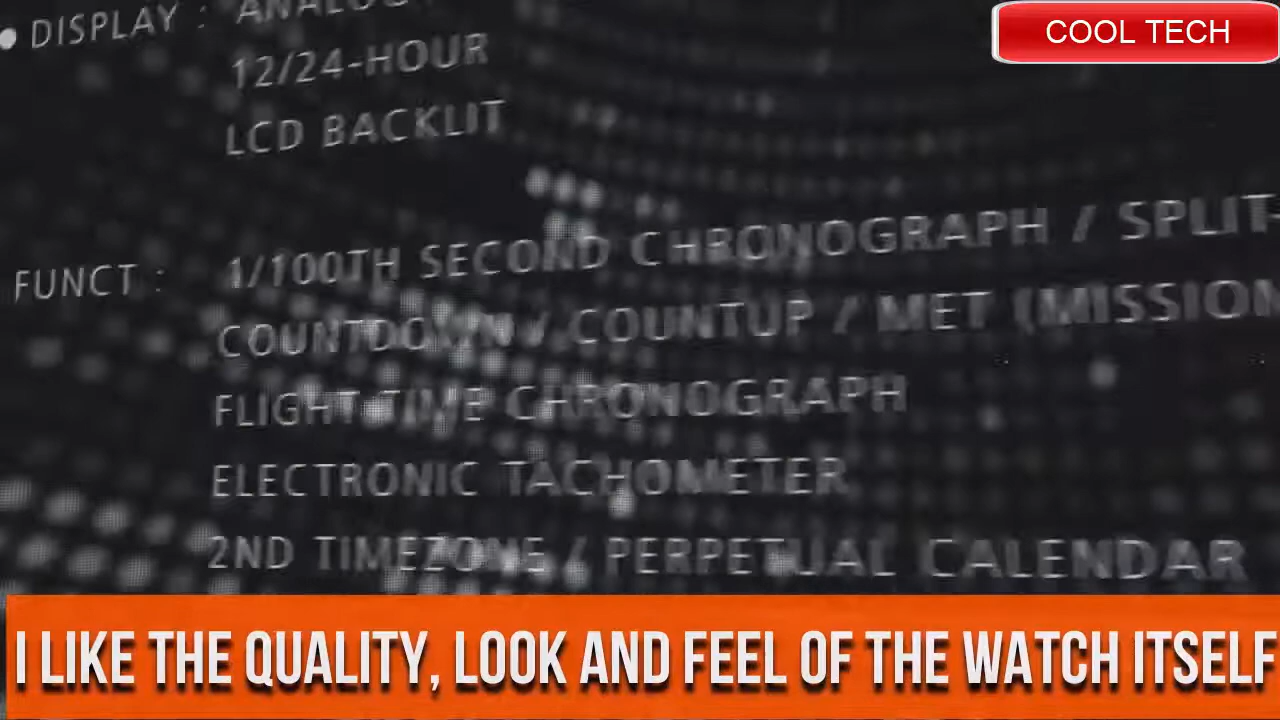 COOL TECH
DISPLAY :
12/24-HOUR
LCD BACKLIT
FUNCT : 1/100TH SECOND CHRONOGRAPH / SPLIT-
COUNTDOWN / COUNTUP / MET (MISSION
FLIGHT TIME CHRONOGRAPH
ELECTRONIC TACHOMETER
2ND TIMEZONE / PERPETUAL CALENDAR
I LIKE THE QUALITY, LOOK AND FEEL OF THE WATCH ITSELF